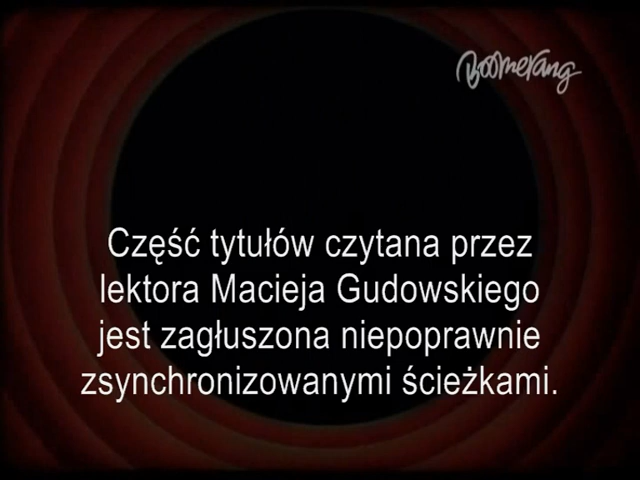 Boomerang
Część tytułów czytana przez
lektora Macieja Gudowskiego
jest zagłuszona niepoprawnie
zsynchronizowanymi ścieżkami.